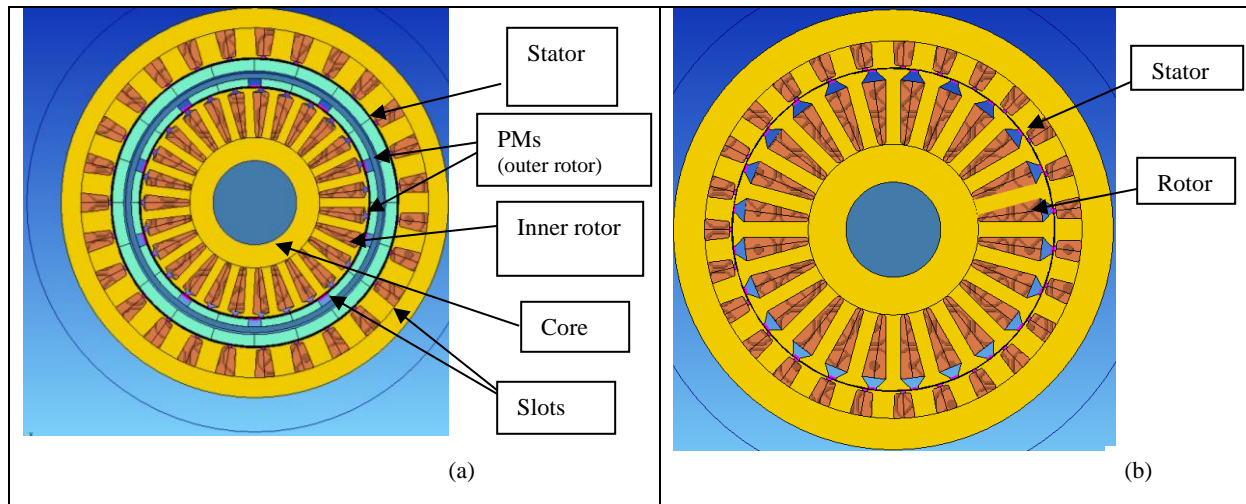 Stator
PMs
(outer rotor)
Inner rotor
Core
Slots
(a)
Stator
Rotor
(b)